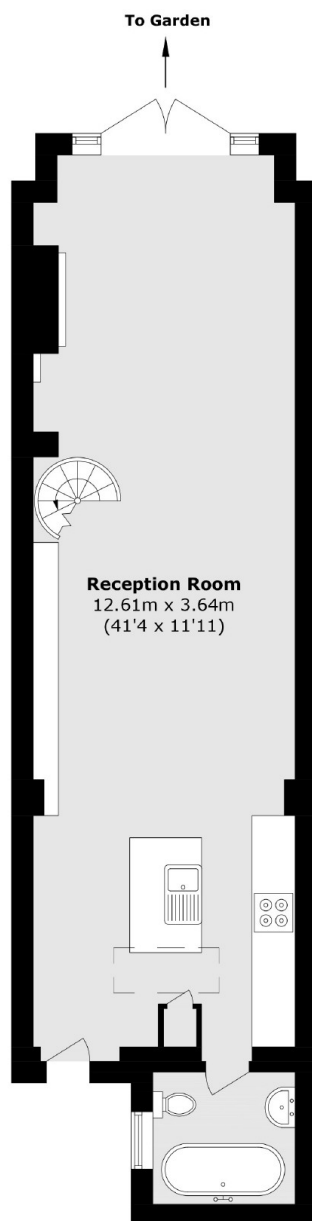 To Garden
Reception Room
12.61m x 3.64m
(41'4 x 11'11)